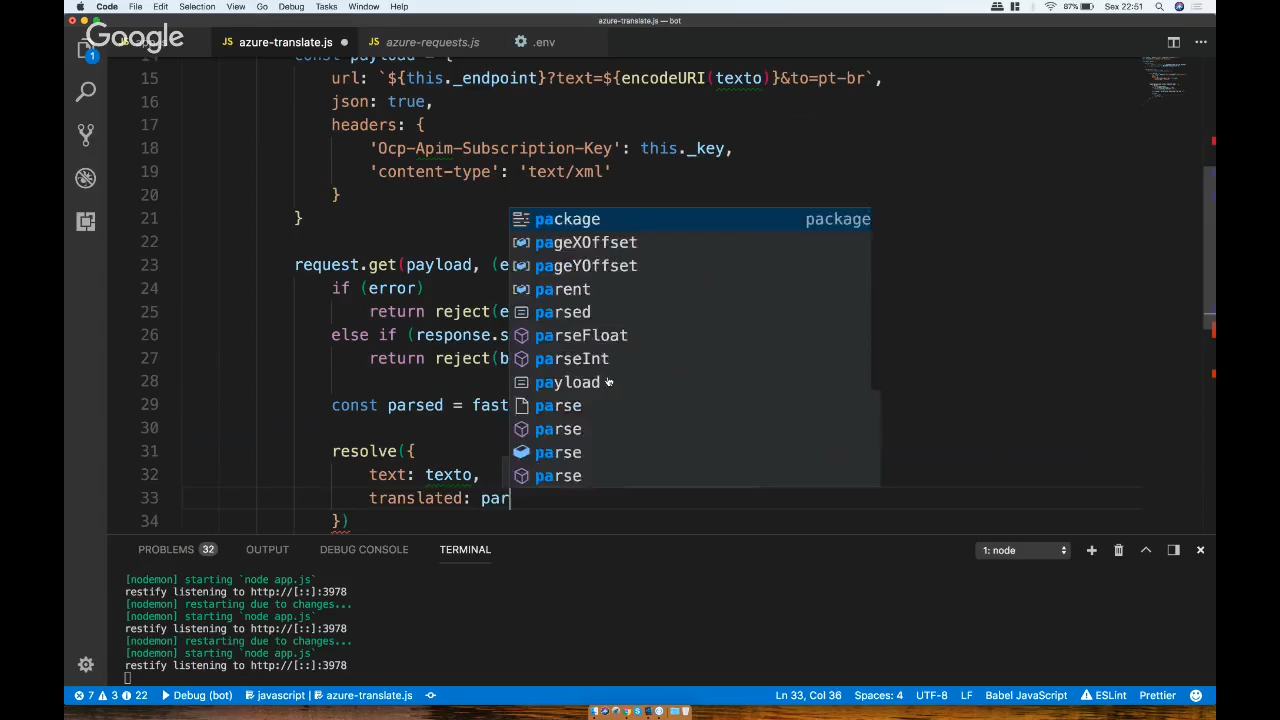 Code File Edit Selection View Go Debug Tasks Window Help 87% Sex 22:51
azure-translate.js — bot
Google
JS azure-translate.js JS azure-requests.js .env
1
15 url: `${this._endpoint}?text=${encodeURI(texto)}&to=pt-br`,
16 json: true,
17 headers: {
18 'Ocp-Apim-Subscription-Key': this._key,
19 'content-type': 'text/xml'
20 }
21 }
22
23 request.get(payload, (e
24 if (error)
25 return reject(e
26 else if (response.s
27 return reject(b
28
29 const parsed = fast
30
31 resolve({
32 text: texto,
33 translated: par
34 })
package package
pageXOffset
pageYOffset
parent
parsed
parseFloat
parseInt
payload
parse
parse
parse
parse
PROBLEMS 32 OUTPUT DEBUG CONSOLE TERMINAL 1: node
[nodemon] starting `node app.js`
restify listening to http://[::]:3978
[nodemon] restarting due to changes...
[nodemon] starting `node app.js`
restify listening to http://[::]:3978
[nodemon] restarting due to changes...
[nodemon] starting `node app.js`
restify listening to http://[::]:3978
7 3 22 Debug (bot) javascript | azure-translate.js Ln 33, Col 36 Spaces: 4 UTF-8 LF Babel JavaScript ESLint Prettier